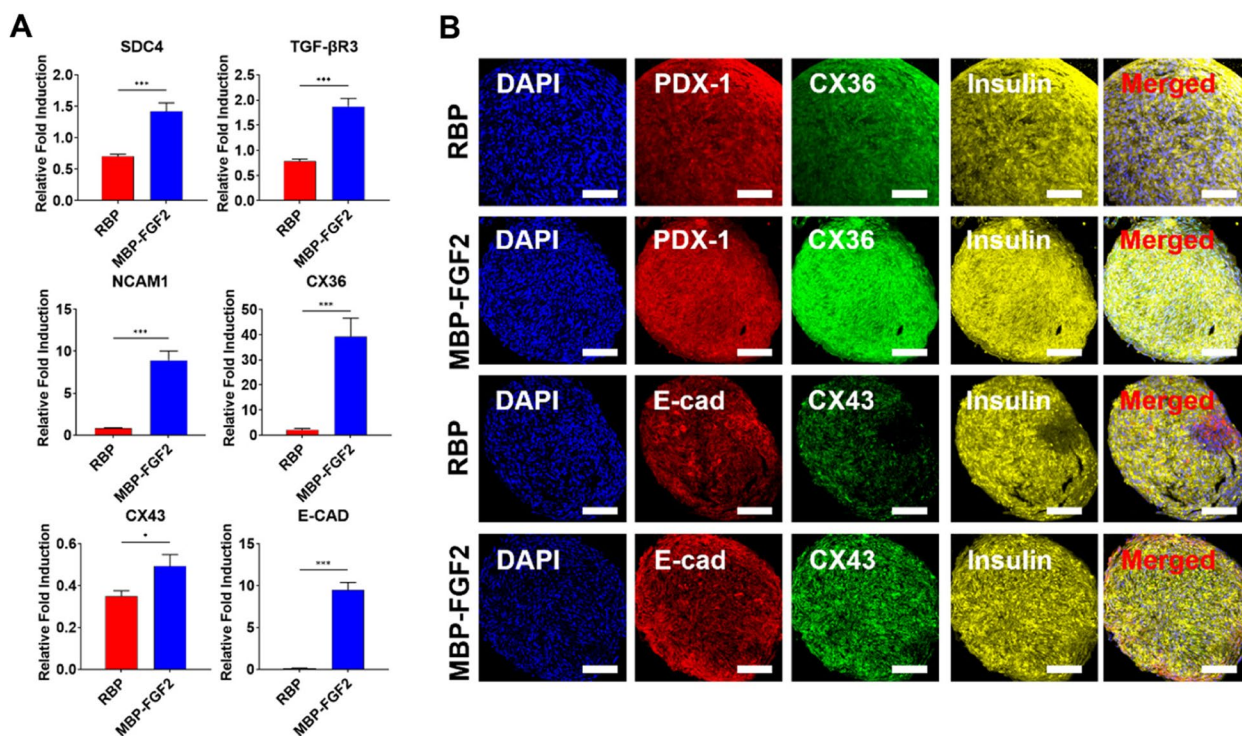 A
SDC4
Relative Fold Induction
2.0
1.5
1.0
0.5
0.0
***
RBP
MBP-FGF2
TGF-βR3
Relative Fold Induction
2.5
2.0
1.5
1.0
0.5
0.0
***
RBP
MBP-FGF2
NCAM1
Relative Fold Induction
15
10
5
0
***
RBP
MBP-FGF2
CX36
Relative Fold Induction
50
40
30
20
10
0
***
RBP
MBP-FGF2
CX43
Relative Fold Induction
0.6
0.4
0.2
0.0
*
RBP
MBP-FGF2
E-CAD
Relative Fold Induction
15
10
5
0
***
RBP
MBP-FGF2
B
RBP
DAPI
PDX-1
CX36
Insulin
Merged
MBP-FGF2
DAPI
PDX-1
CX36
Insulin
Merged
RBP
DAPI
E-cad
CX43
Insulin
Merged
MBP-FGF2
DAPI
E-cad
CX43
Insulin
Merged